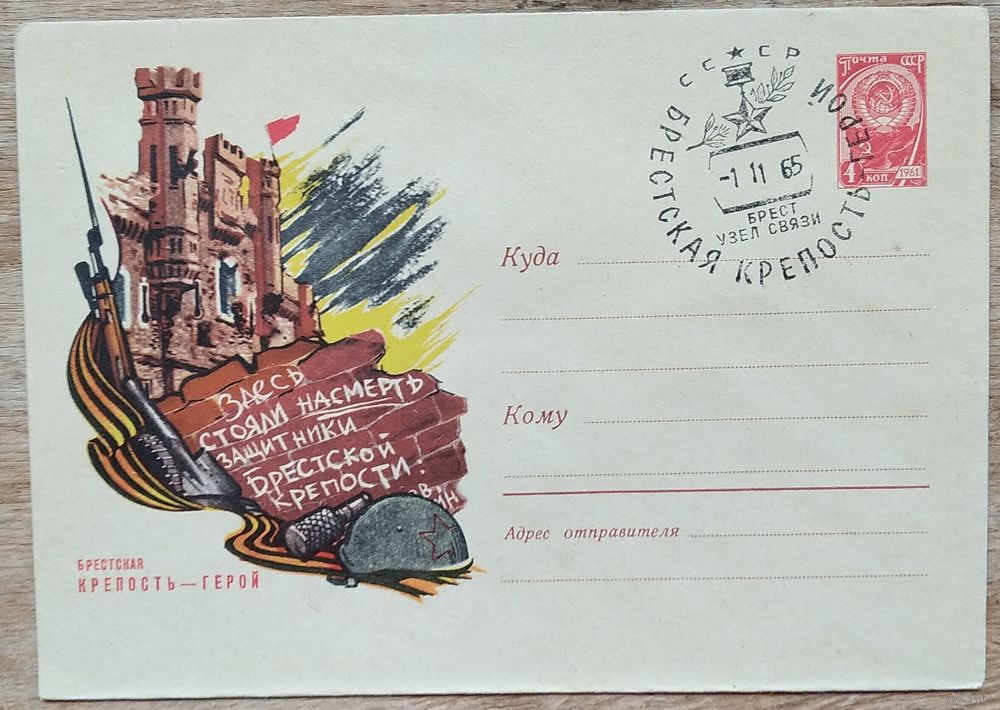 СССР
БРЕСТСКАЯ КРЕПОСТЬ-ГЕРОЙ
-1 11 65
БРЕСТ
УЗЕЛ СВЯЗИ
ПОЧТА СССР
4 КОП 1961
ЗДЕСЬ
СТОЯЛИ НАСМЕРТЬ
ЗАЩИТНИКИ
БРЕСТСКОЙ
КРЕПОСТИ.
БРЕСТСКАЯ
КРЕПОСТЬ—ГЕРОЙ
Куда
Кому
Адрес отправителя